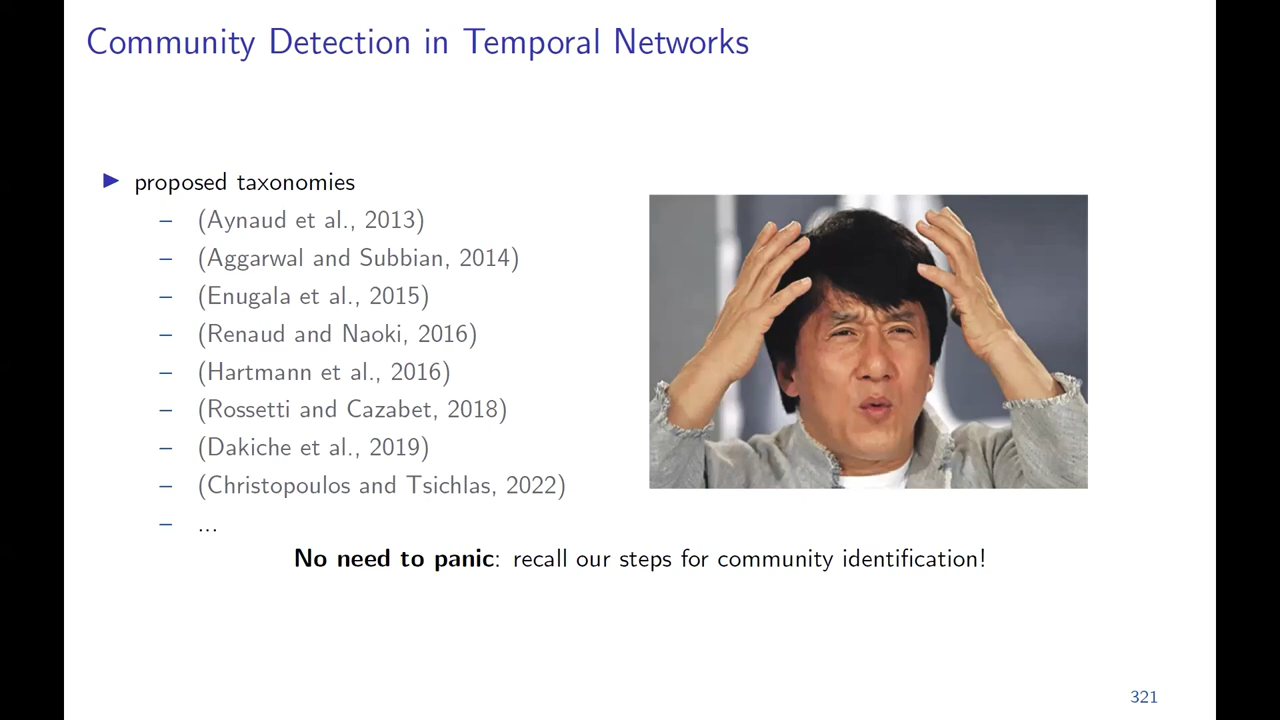 Community Detection in Temporal Networks
▶ proposed taxonomies
– (Aynaud et al., 2013)
– (Aggarwal and Subbian, 2014)
– (Enugala et al., 2015)
– (Renaud and Naoki, 2016)
– (Hartmann et al., 2016)
– (Rossetti and Cazabet, 2018)
– (Dakiche et al., 2019)
– (Christopoulos and Tsichlas, 2022)
– ...
No need to panic: recall our steps for community identification!
321